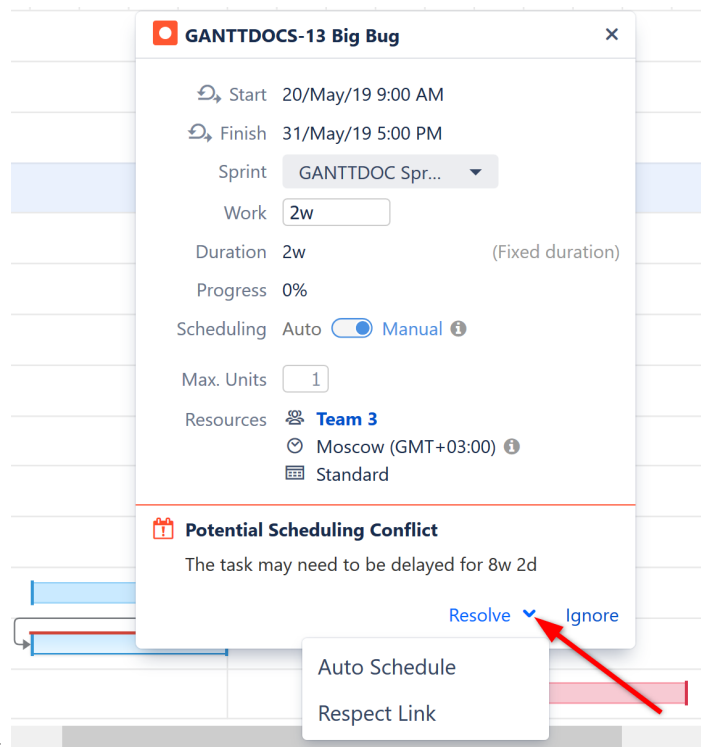 GANTTDOCS-13 Big Bug
Start 20/May/19 9:00 AM
Finish 31/May/19 5:00 PM
Sprint GANTTDOC Spr...
Work 2w
Duration 2w (Fixed duration)
Progress 0%
Scheduling Auto Manual
Max. Units 1
Resources Team 3
Moscow (GMT+03:00)
Standard
Potential Scheduling Conflict
The task may need to be delayed for 8w 2d
Resolve Ignore
Auto Schedule
Respect Link